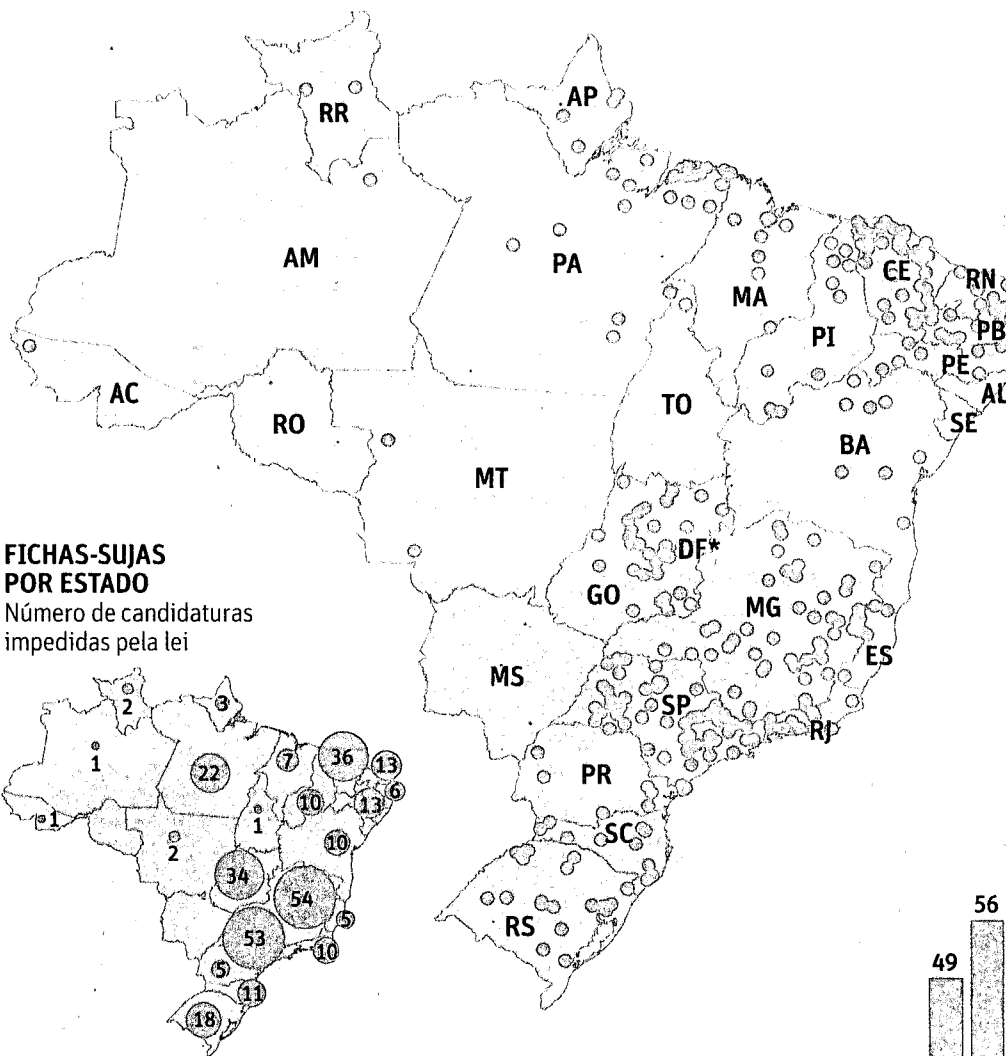 AP
RR
AM
PA
MA
CE
RN
PB
PI
PE
AL
AC
TO
SE
RO
BA
MT
DF*
GO
MG
MS
ES
SP
RJ
PR
SC
RS
FICHAS-SUJAS
POR ESTADO
Número de candidaturas
impedidas pela lei
2
3
1
22
7
36
13
6
1
10
13
1
2
10
34
54
5
53
10
5
11
18
56
49